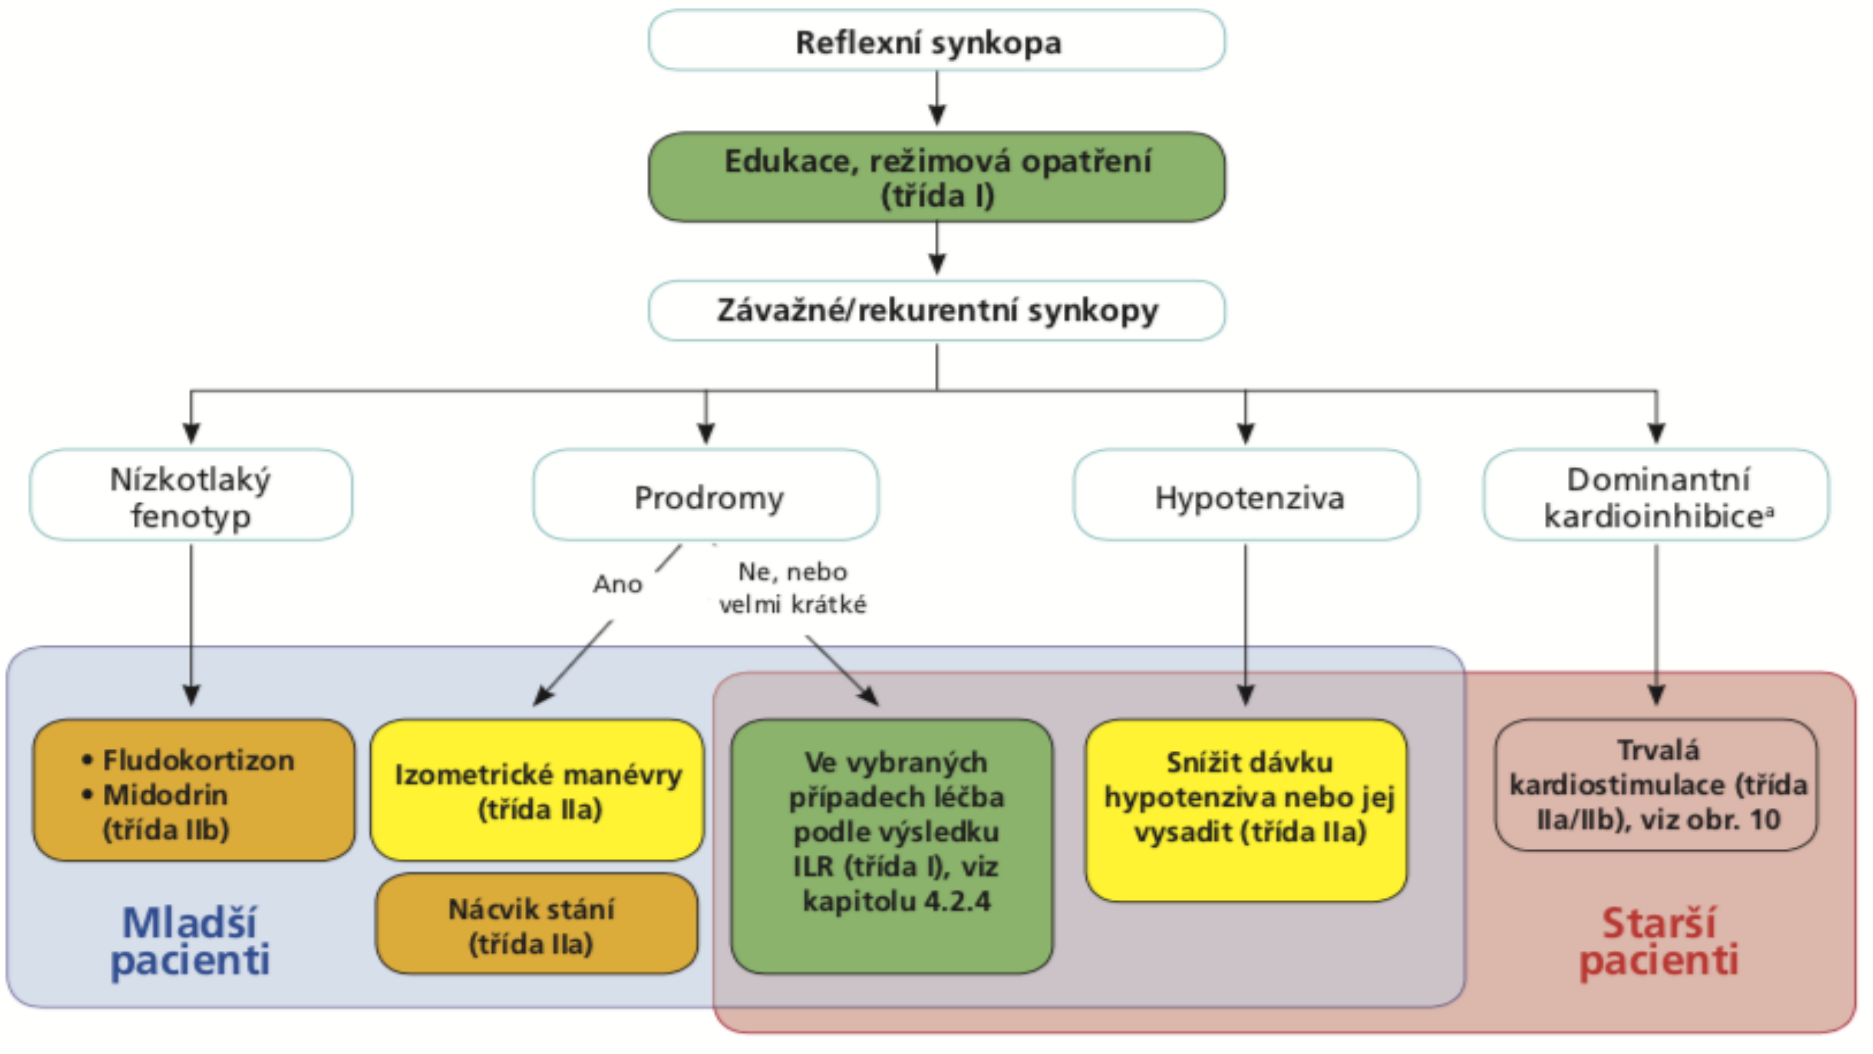 Reflexní synkopa
Edukace, režimová opatření
(třída I)
Závažné/rekurentní synkopy
Nízkotlaký
fenotyp
Prodromy
Hypotenziva
Dominantní
kardioinhibiceᵃ
Ano
Ne, nebo
velmi krátké
• Fludokortizon
• Midodrin
(třída IIb)
Izometrické manévry
(třída IIa)
Nácvik stání
(třída IIa)
Ve vybraných
případech léčba
podle výsledku
ILR (třída I), viz
kapitolu 4.2.4
Snížit dávku
hypotenziva nebo jej
vysadit (třída IIa)
Trvalá
kardiostimulace (třída
IIa/IIb), viz obr. 10
Mladší
pacienti
Starší
pacienti